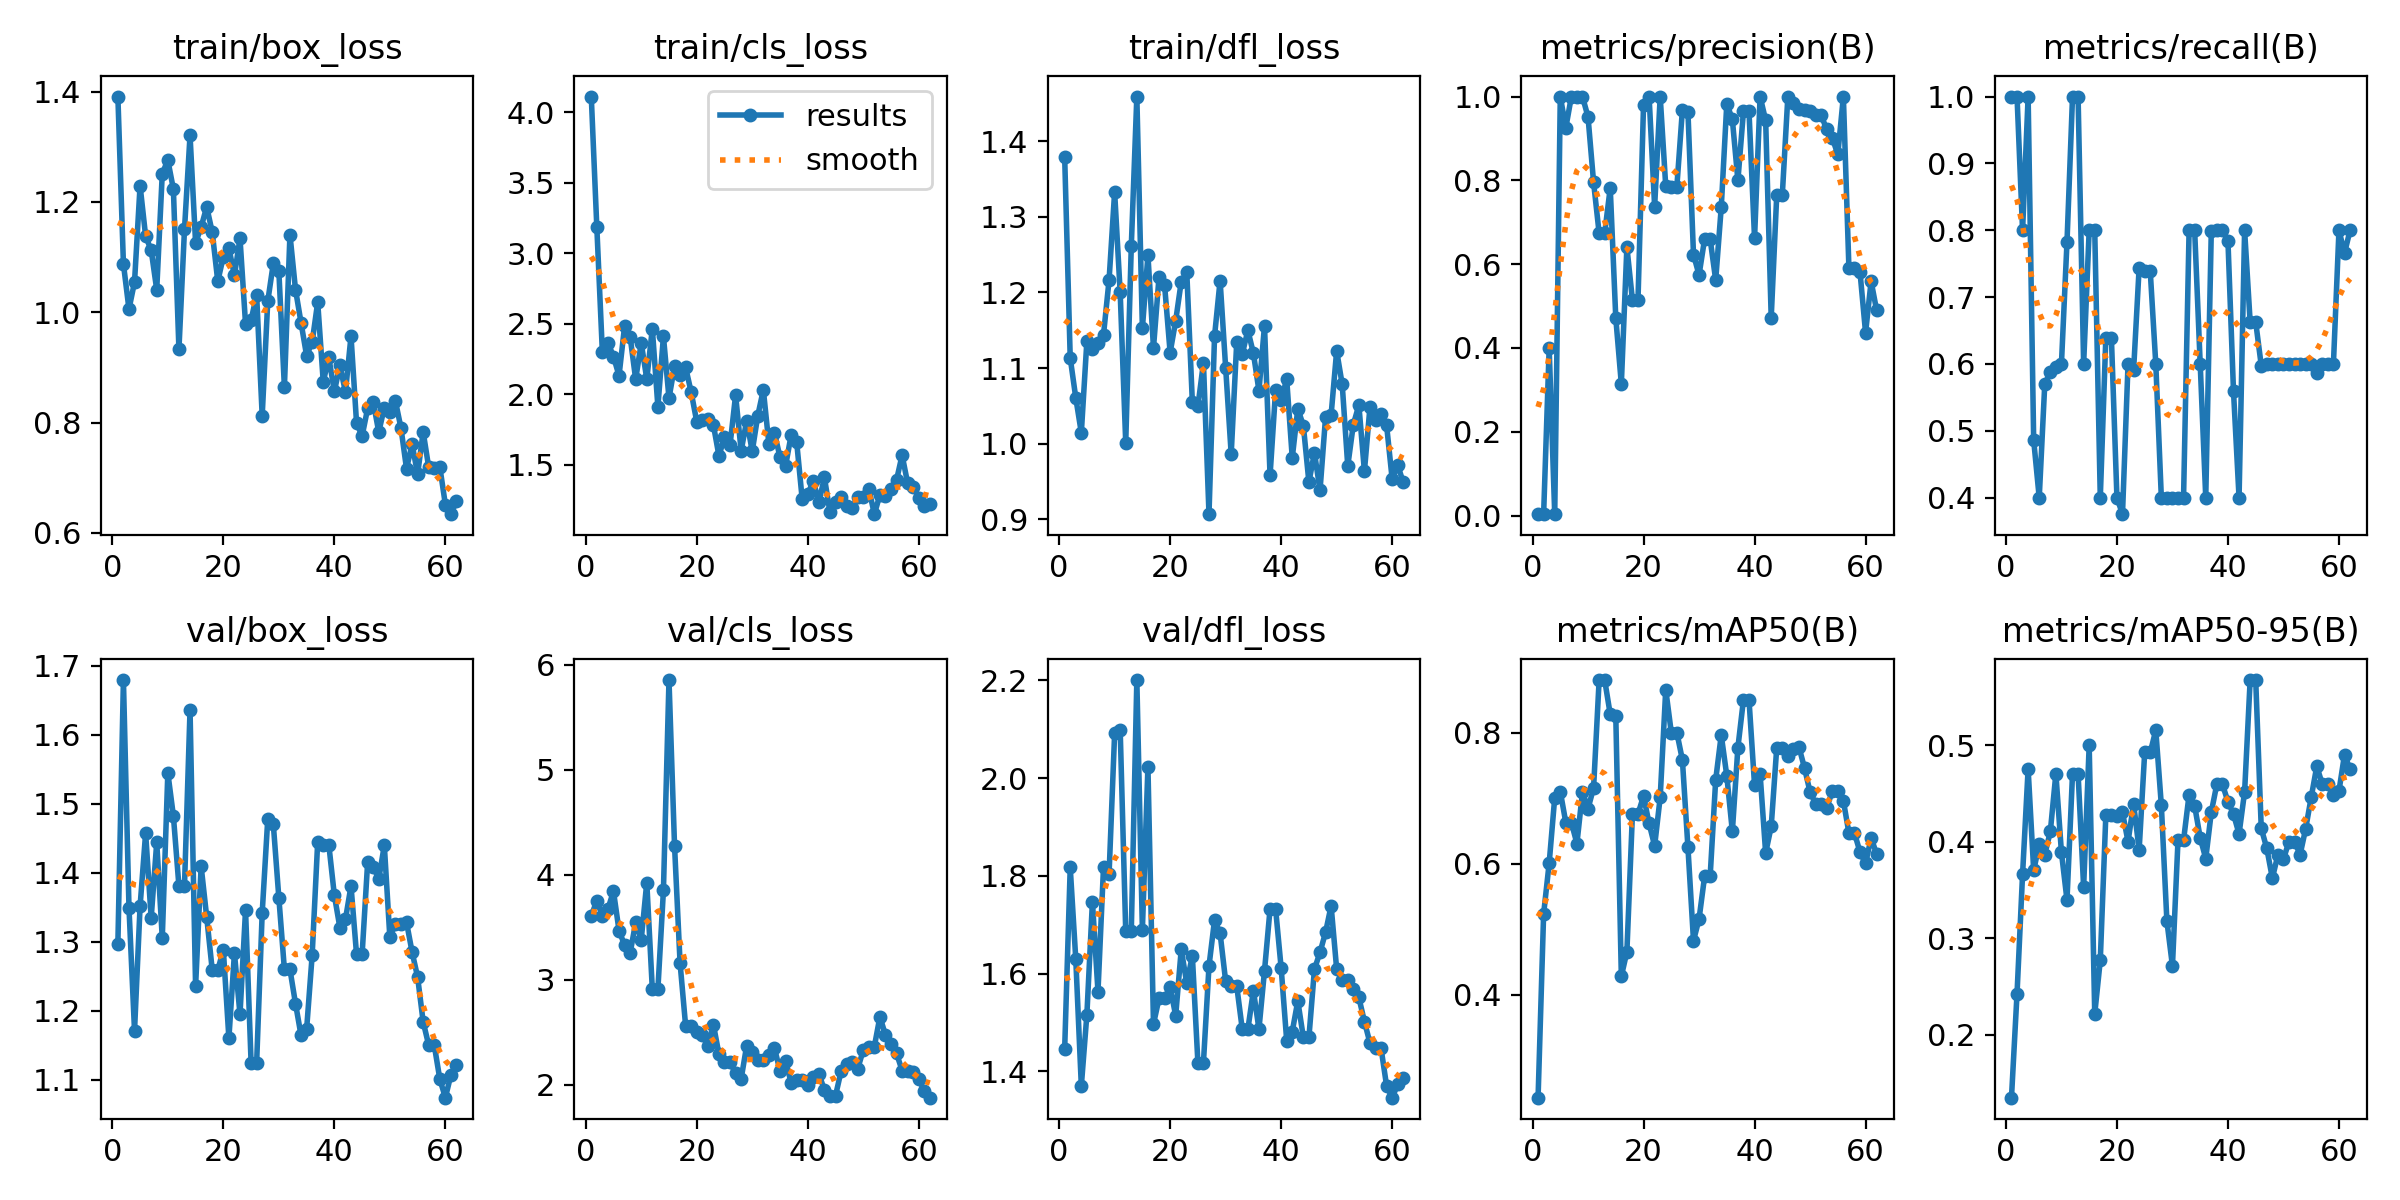 train/box_loss
1.4
1.2
1.0
0.8
0.6
0 20 40 60
train/cls_loss
results
smooth
4.0
3.5
3.0
2.5
2.0
1.5
0 20 40 60
train/dfl_loss
1.4
1.3
1.2
1.1
1.0
0.9
0 20 40 60
metrics/precision(B)
1.0
0.8
0.6
0.4
0.2
0.0
0 20 40 60
metrics/recall(B)
1.0
0.9
0.8
0.7
0.6
0.5
0.4
0 20 40 60
val/box_loss
1.7
1.6
1.5
1.4
1.3
1.2
1.1
0 20 40 60
val/cls_loss
6
5
4
3
2
0 20 40 60
val/dfl_loss
2.2
2.0
1.8
1.6
1.4
0 20 40 60
metrics/mAP50(B)
0.8
0.6
0.4
0 20 40 60
metrics/mAP50-95(B)
0.5
0.4
0.3
0.2
0 20 40 60